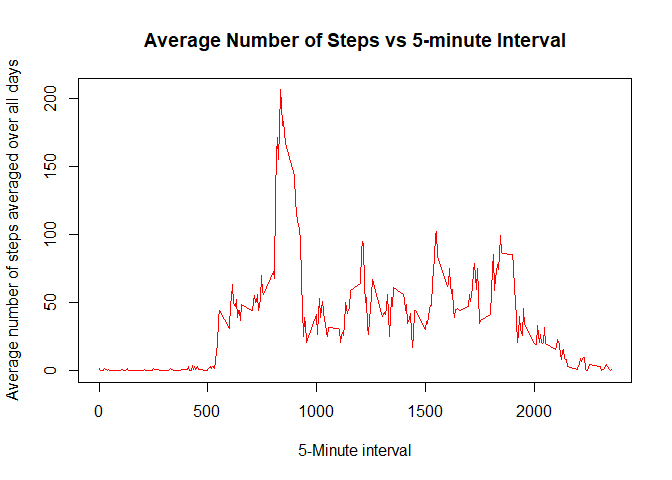 Average Number of Steps vs 5-minute Interval
Average number of steps averaged over all days
200
150
100
50
0
0 500 1000 1500 2000
5-Minute interval